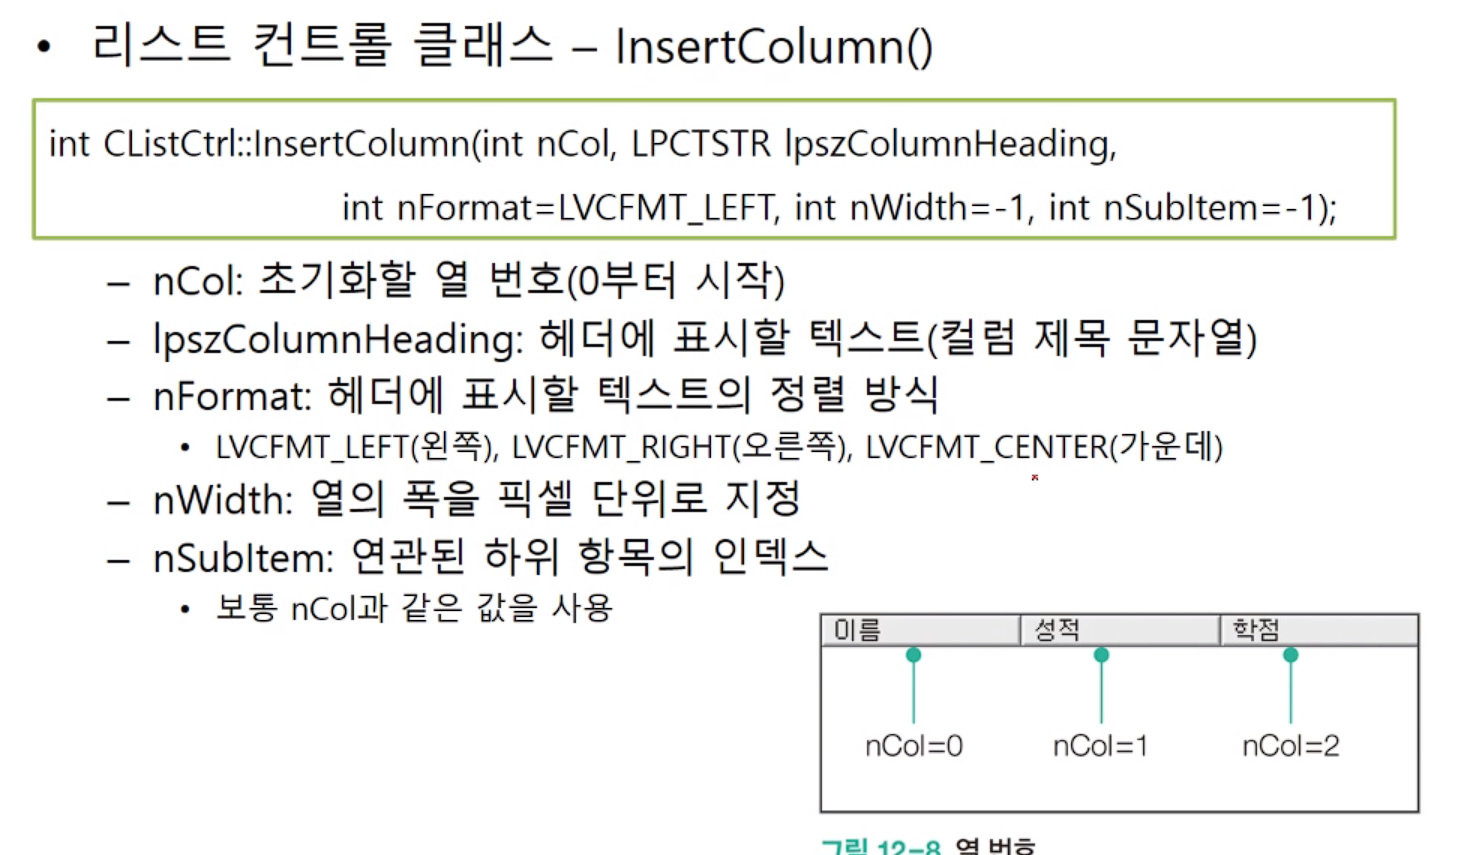 • 리스트 컨트롤 클래스 – InsertColumn()
int CListCtrl::InsertColumn(int nCol, LPCTSTR lpszColumnHeading,
int nFormat=LVCFMT_LEFT, int nWidth=-1, int nSubItem=-1);
– nCol: 초기화할 열 번호(0부터 시작)
– lpszColumnHeading: 헤더에 표시할 텍스트(컬럼 제목 문자열)
– nFormat: 헤더에 표시할 텍스트의 정렬 방식
• LVCFMT_LEFT(왼쪽), LVCFMT_RIGHT(오른쪽), LVCFMT_CENTER(가운데)
– nWidth: 열의 폭을 픽셀 단위로 지정
– nSubItem: 연관된 하위 항목의 인덱스
• 보통 nCol과 같은 값을 사용
이름 성적 학점
nCol=0 nCol=1 nCol=2
그림 12-8 열 번호